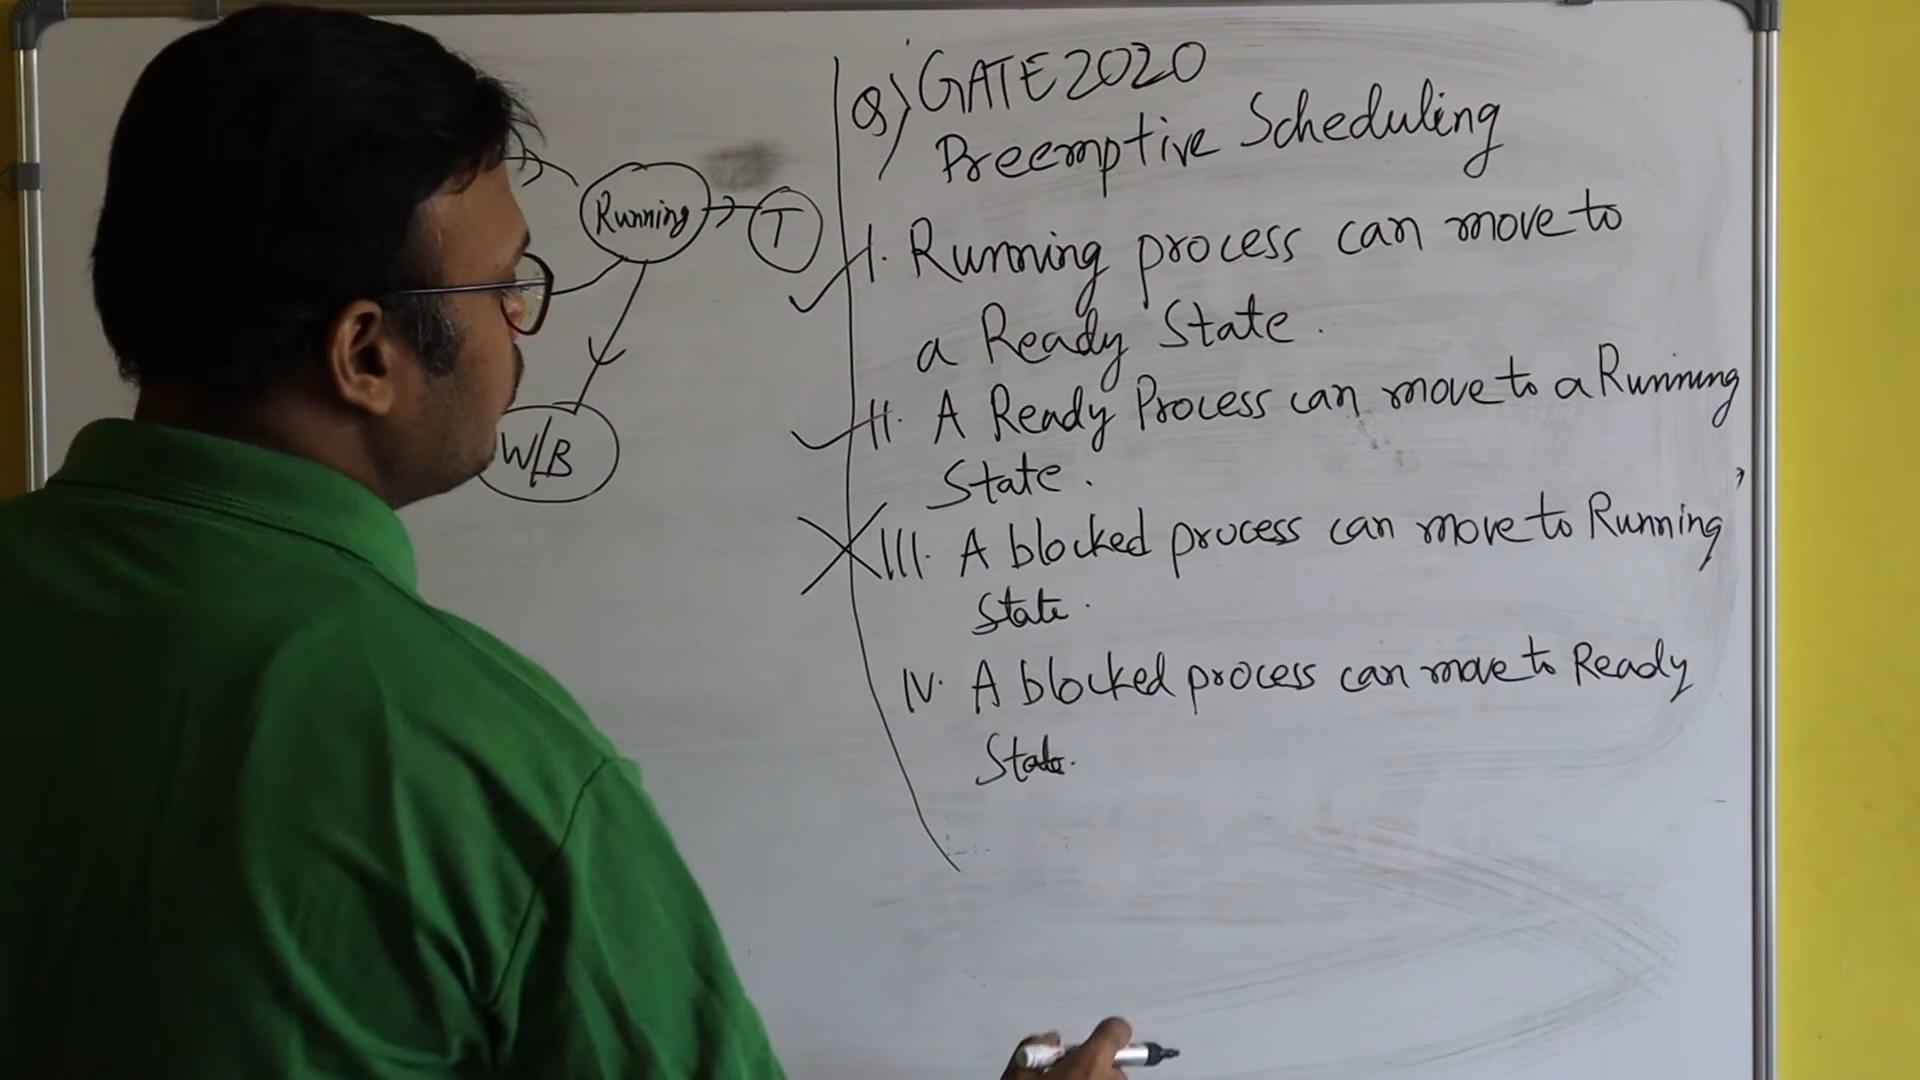 Running
T
W/B
Q) GATE 2020
Preemptive Scheduling
I. Running process can move to
a Ready State.
II. A Ready Process can move to a Running
State.
III. A blocked process can move to Running
State.
IV. A blocked process can move to Ready
State.